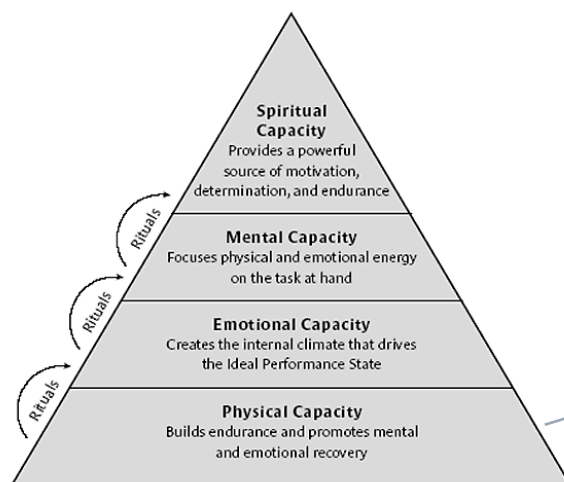 Spiritual
Capacity
Provides a powerful
source of motivation,
determination, and endurance
Rituals
Mental Capacity
Focuses physical and emotional energy
on the task at hand
Rituals
Emotional Capacity
Creates the internal climate that drives
the Ideal Performance State
Rituals
Physical Capacity
Builds endurance and promotes mental
and emotional recovery